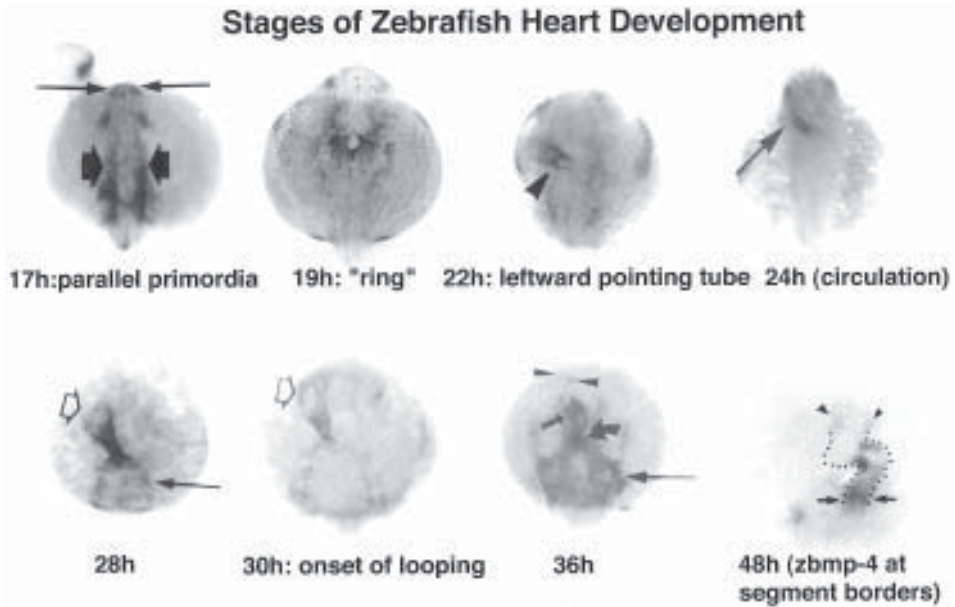 Stages of Zebrafish Heart Development
17h:parallel primordia
19h: "ring"
22h: leftward pointing tube
24h (circulation)
28h
30h: onset of looping
36h
48h (zbmp-4 at
segment borders)